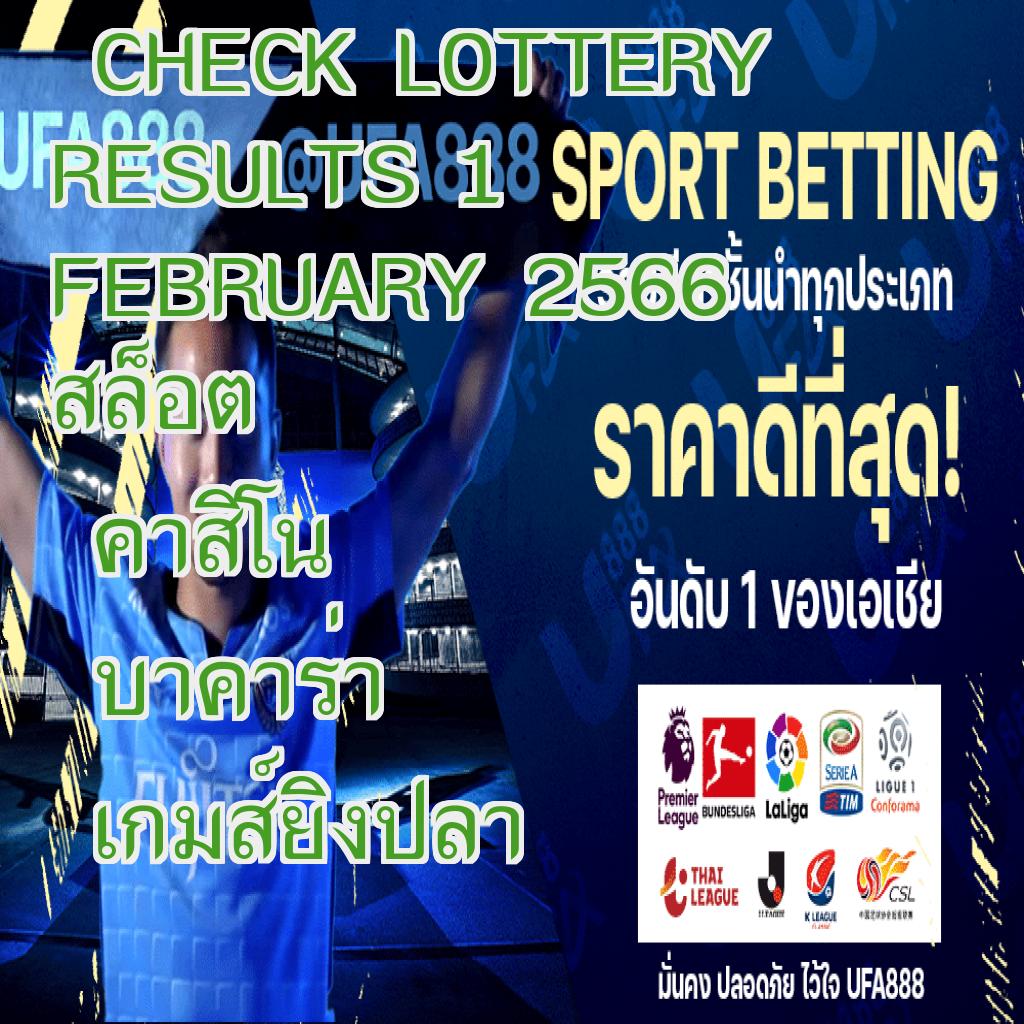 CHECK LOTTERY
RESULTS 1
FEBRUARY 2566
สล็อต
คาสิโน
บาคาร่า
เกมส์ยิงปลา
UFA888
@UFA888
SPORT BETTING
ชั้นนำทุกประเภท
ราคาดีที่สุด!
อันดับ 1 ของเอเชีย
Premier
League
BUNDESLIGA
LaLiga
SERIE A
TIM
LIGUE 1
Conforama
THAI
LEAGUE
J.LEAGUE
K LEAGUE
CSL
มั่นคง ปลอดภัย ไว้ใจ UFA888